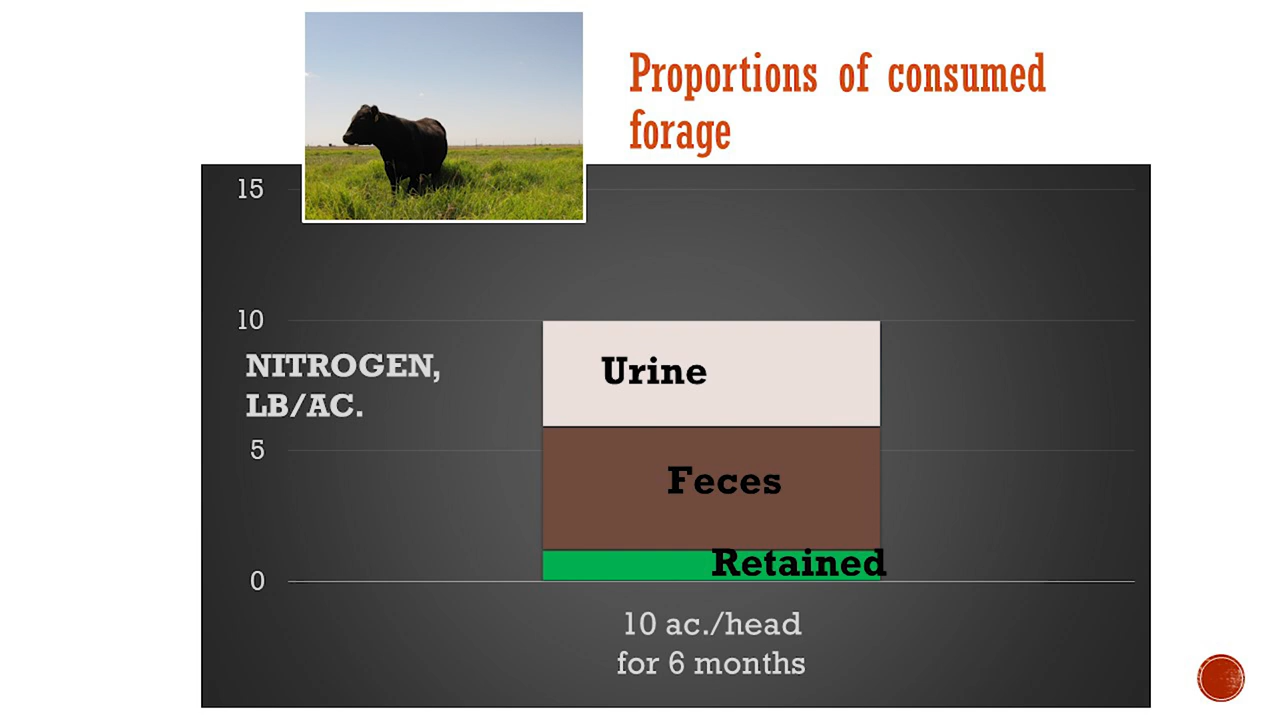 Proportions of consumed
forage
15
10
NITROGEN,
LB/AC.
5
0
Urine
Feces
Retained
10 ac./head
for 6 months